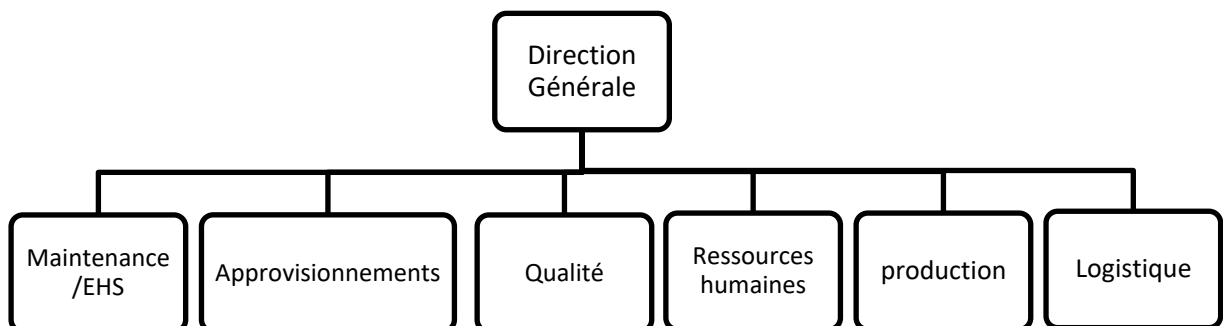 Direction
Générale
Maintenance
/EHS
Approvisionnements
Qualité
Ressources
humaines
production
Logistique